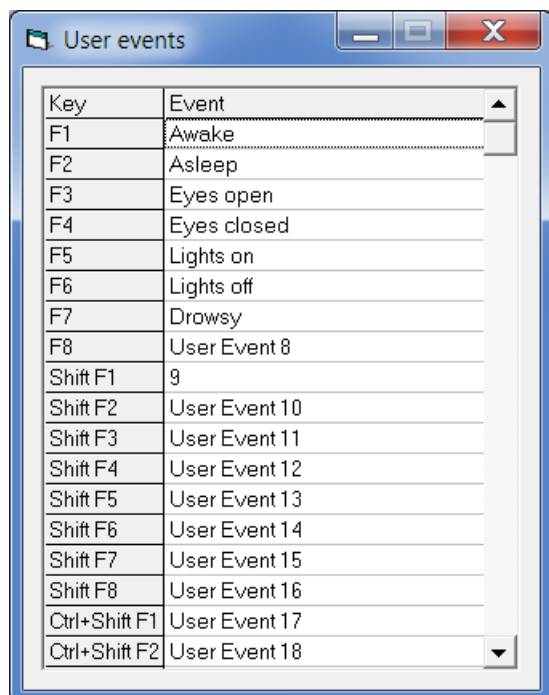 User events
Key Event
F1 Awake
F2 Asleep
F3 Eyes open
F4 Eyes closed
F5 Lights on
F6 Lights off
F7 Drowsy
F8 User Event 8
Shift F1 9
Shift F2 User Event 10
Shift F3 User Event 11
Shift F4 User Event 12
Shift F5 User Event 13
Shift F6 User Event 14
Shift F7 User Event 15
Shift F8 User Event 16
Ctrl+Shift F1 User Event 17
Ctrl+Shift F2 User Event 18